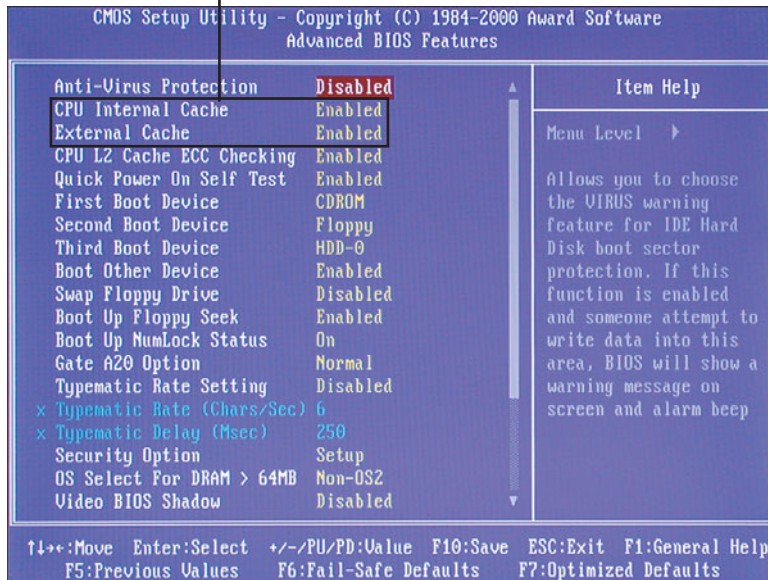 CMOS Setup Utility - Copyright (C) 1984-2000 Award Software
Advanced BIOS Features
Anti-Virus Protection Disabled
CPU Internal Cache Enabled
External Cache Enabled
CPU L2 Cache ECC Checking Enabled
Quick Power On Self Test Enabled
First Boot Device CDROM
Second Boot Device Floppy
Third Boot Device HDD-0
Boot Other Device Enabled
Swap Floppy Drive Disabled
Boot Up Floppy Seek Enabled
Boot Up NumLock Status On
Gate A20 Option Normal
Typematic Rate Setting Disabled
x Typematic Rate (Chars/Sec) 6
x Typematic Delay (Msec) 250
Security Option Setup
OS Select For DRAM > 64MB Non-OS2
Video BIOS Shadow Disabled
Item Help
Menu Level
Allows you to choose
the VIRUS warning
feature for IDE Hard
Disk boot sector
protection. If this
function is enabled
and someone attempt to
write data into this
area, BIOS will show a
warning message on
screen and alarm beep
↑↓→←:Move Enter:Select +/-/PU/PD:Value F10:Save ESC:Exit F1:General Help
F5:Previous Values F6:Fail-Safe Defaults F7:Optimized Defaults